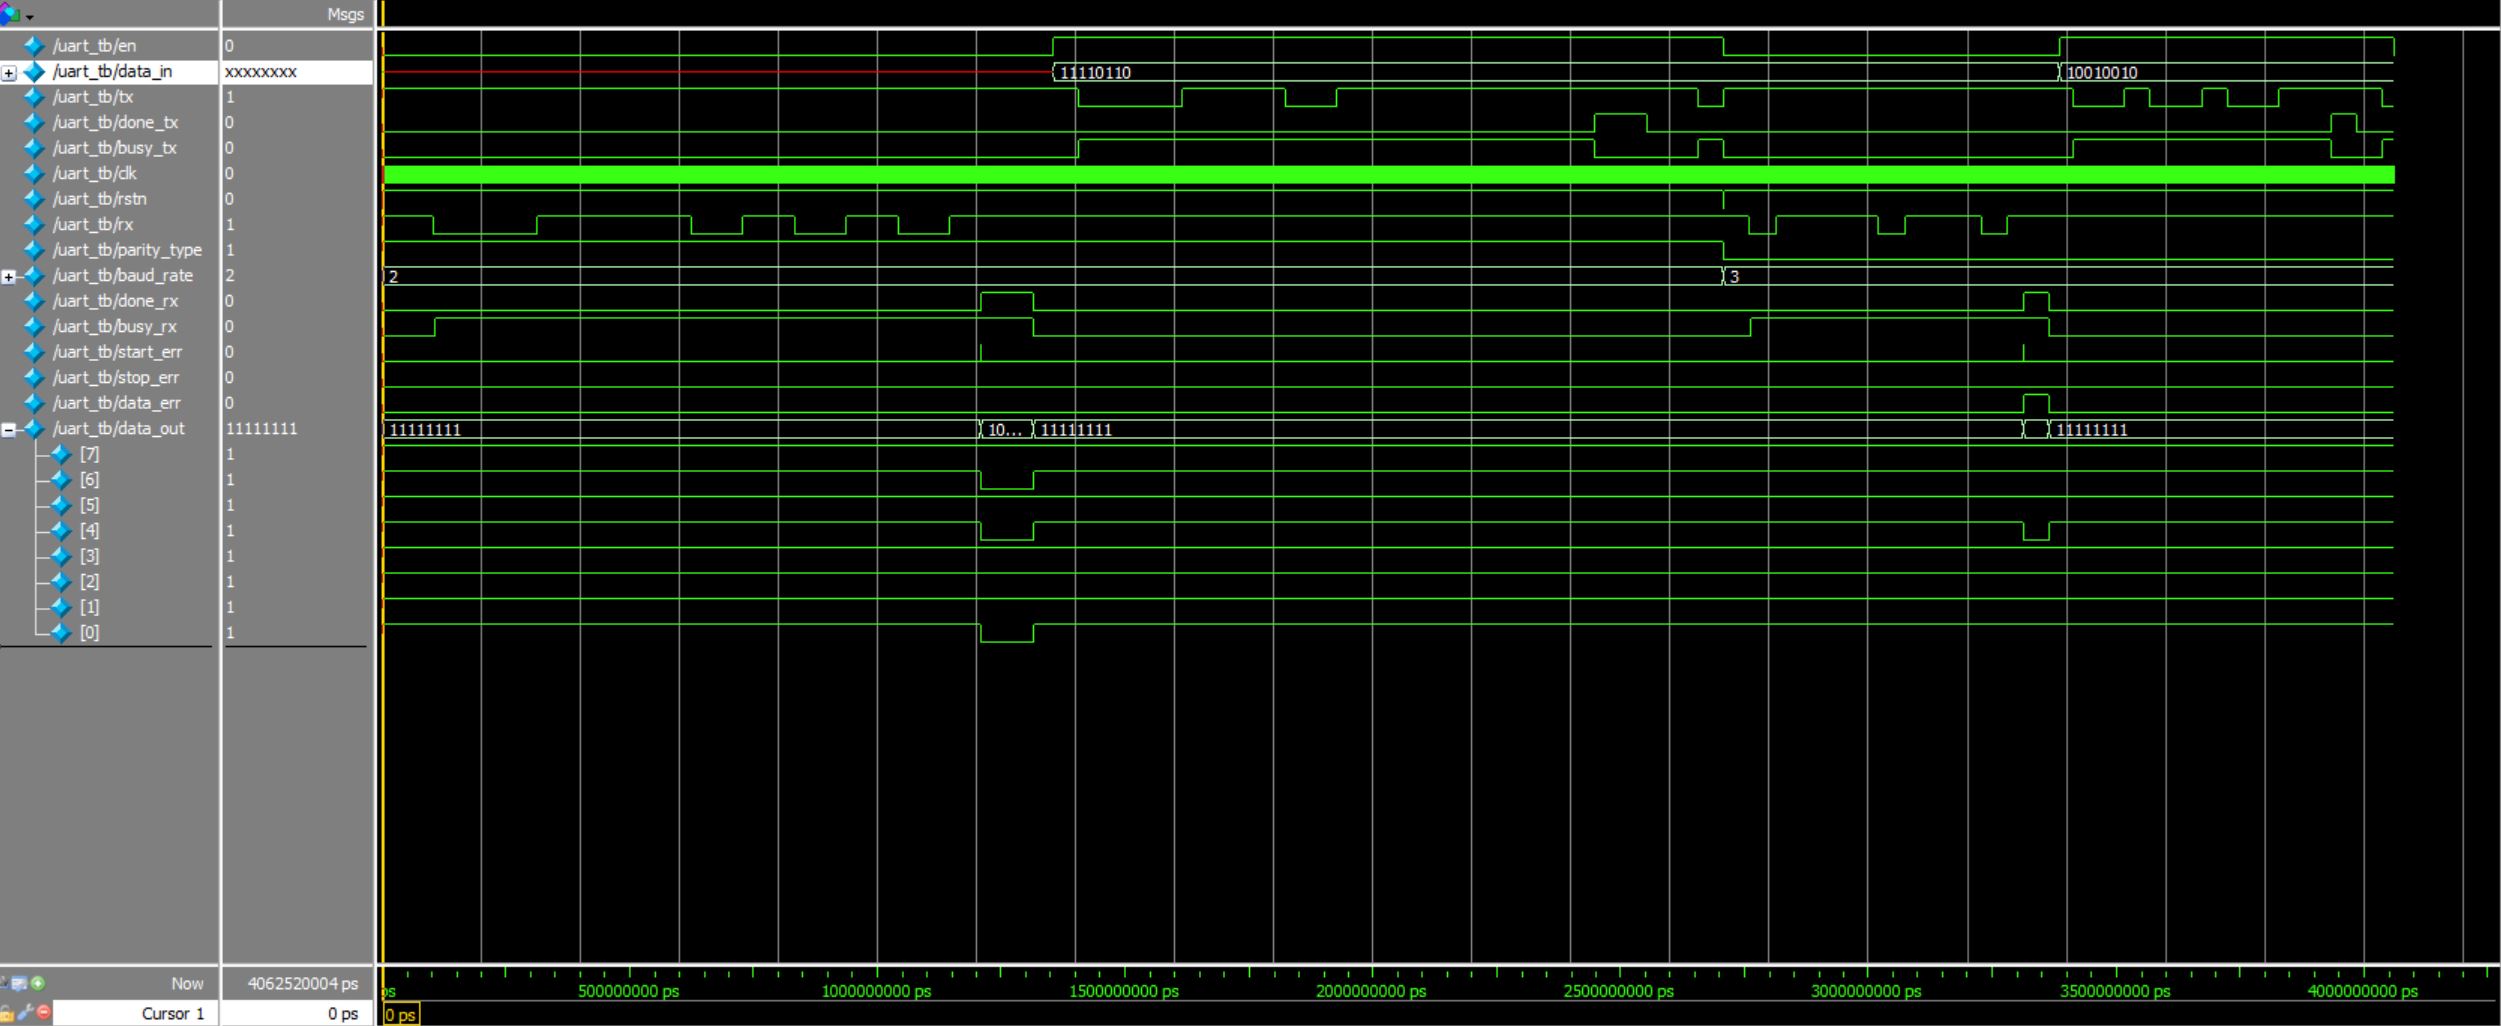 Msgs
/uart_tb/en 0
/uart_tb/data_in xxxxxxxx 11110110 10010010
/uart_tb/tx 1
/uart_tb/done_tx 0
/uart_tb/busy_tx 0
/uart_tb/clk 0
/uart_tb/rstn 0
/uart_tb/rx 1
/uart_tb/parity_type 1
/uart_tb/baud_rate 2 2 3
/uart_tb/done_rx 0
/uart_tb/busy_rx 0
/uart_tb/start_err 0
/uart_tb/stop_err 0
/uart_tb/data_err 0
/uart_tb/data_out 11111111 11111111 10... 11111111 11111111
[7] 1
[6] 1
[5] 1
[4] 1
[3] 1
[2] 1
[1] 1
[0] 1
Now 4062520004 ps ps 500000000 ps 1000000000 ps 1500000000 ps 2000000000 ps 2500000000 ps 3000000000 ps 3500000000 ps 4000000000 ps
Cursor 1 0 ps 0 ps